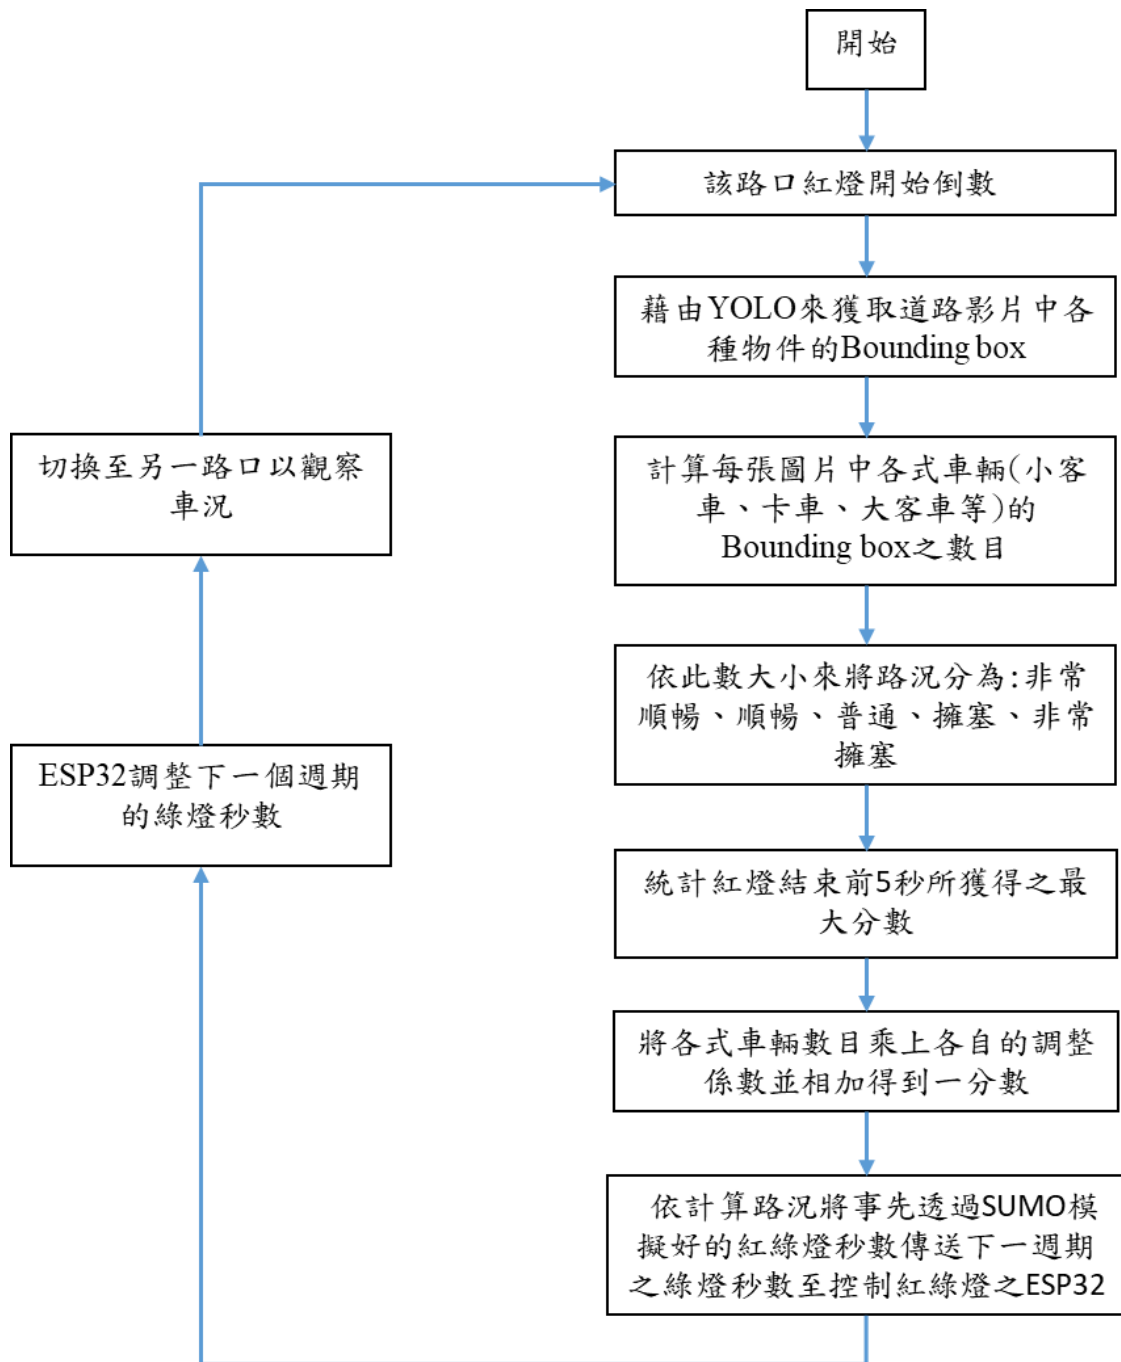 開始
該路口紅燈開始倒數
藉由YOLO來獲取道路影片中各
種物件的Bounding box
計算每張圖片中各式車輛(小客
車、卡車、大客車等)的
Bounding box之數目
依此數大小來將路況分為:非常
順暢、順暢、普通、擁塞、非常
擁塞
統計紅燈結束前5秒所獲得之最
大分數
將各式車輛數目乘上各自的調整
係數並相加得到一分數
依計算路況將事先透過SUMO模
擬好的紅綠燈秒數傳送下一週期
之綠燈秒數至控制紅綠燈之ESP32
ESP32調整下一個週期
的綠燈秒數
切換至另一路口以觀察
車況